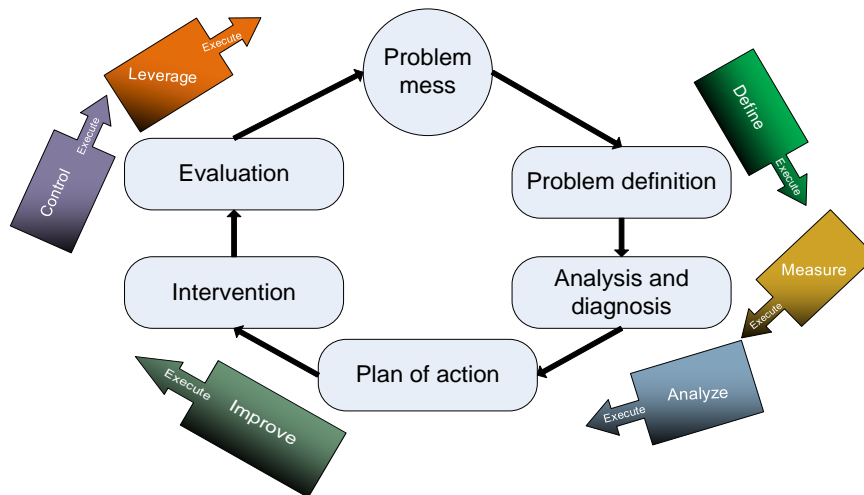 Problem
mess
Problem definition
Analysis and
diagnosis
Plan of action
Intervention
Evaluation
Define
Execute
Measure
Execute
Analyze
Execute
Improve
Execute
Control
Execute
Leverage
Execute